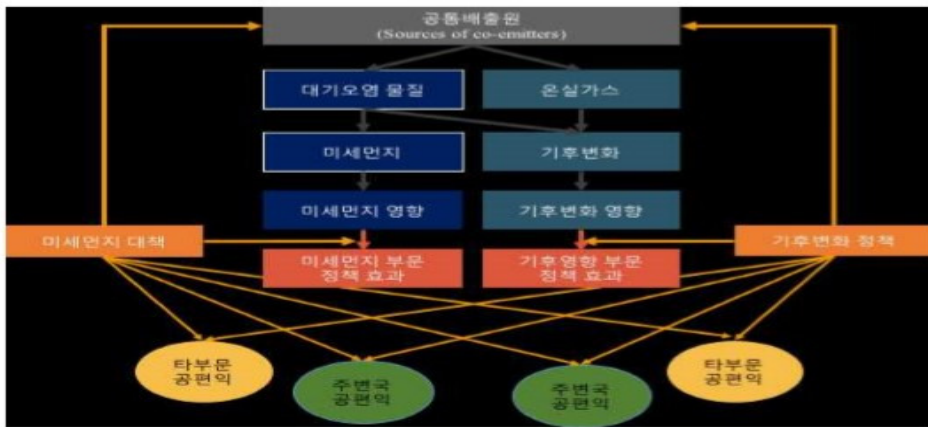 공통배출원
(Sources of co-emitters)
대기오염 물질
온실가스
미세먼지
기후변화
미세먼지 영향
기후변화 영향
미세먼지 대책
기후변화 정책
미세먼지 부문
정책 효과
기후영향 부문
정책 효과
타부문
공편익
주변국
공편익
주변국
공편익
타부문
공편익